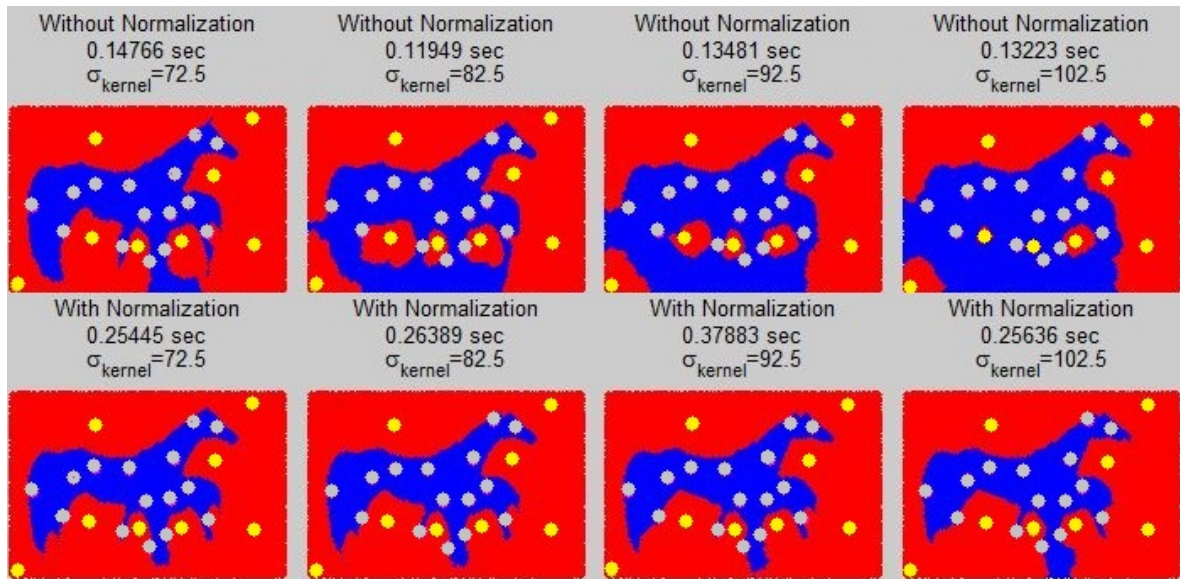 Without Normalization
0.14766 sec
σkernel=72.5
Without Normalization
0.11949 sec
σkernel=82.5
Without Normalization
0.13481 sec
σkernel=92.5
Without Normalization
0.13223 sec
σkernel=102.5
With Normalization
0.25445 sec
σkernel=72.5
With Normalization
0.26389 sec
σkernel=82.5
With Normalization
0.37883 sec
σkernel=92.5
With Normalization
0.25636 sec
σkernel=102.5